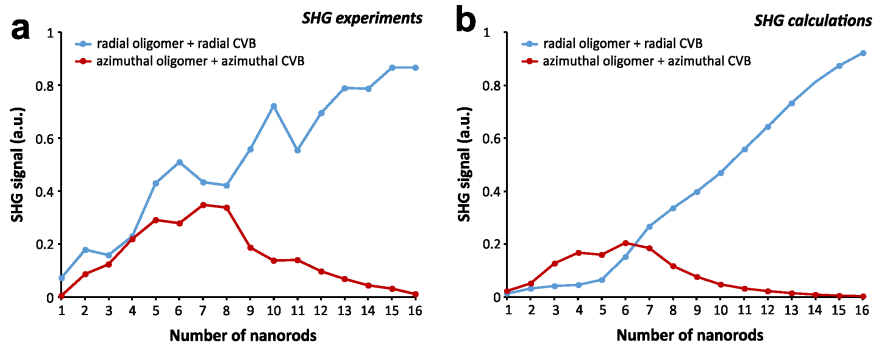 a
SHG experiments
radial oligomer + radial CVB
azimuthal oligomer + azimuthal CVB
SHG signal (a.u.)
1
0.8
0.6
0.4
0.2
0
1 2 3 4 5 6 7 8 9 10 11 12 13 14 15 16
Number of nanorods
b
SHG calculations
radial oligomer + radial CVB
azimuthal oligomer + azimuthal CVB
SHG signal (a.u.)
1
0.8
0.6
0.4
0.2
0
1 2 3 4 5 6 7 8 9 10 11 12 13 14 15 16
Number of nanorods